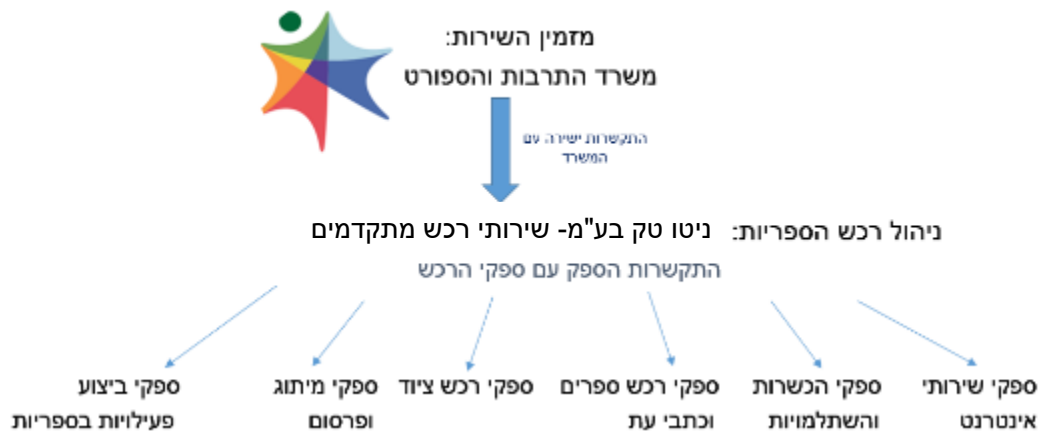 מזמין השירות:
משרד התרבות והספורט
התקשרות ישירה עם
המשרד
ניהול רכש הספריות: ניטו טק בע"מ- שירותי רכש מתקדמים
התקשרות הספק עם ספקי הרכש
ספקי שירותי
אינטרנט
ספקי הכשרות
והשתלמויות
ספקי רכש ספרים
וכתבי עת
ספקי רכש ציוד
ספקי מיתוג
ופרסום
ספקי ביצוע
פעילויות בספריות